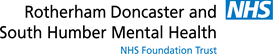 Rotherham Doncaster and NHS
South Humber Mental Health
NHS Foundation Trust